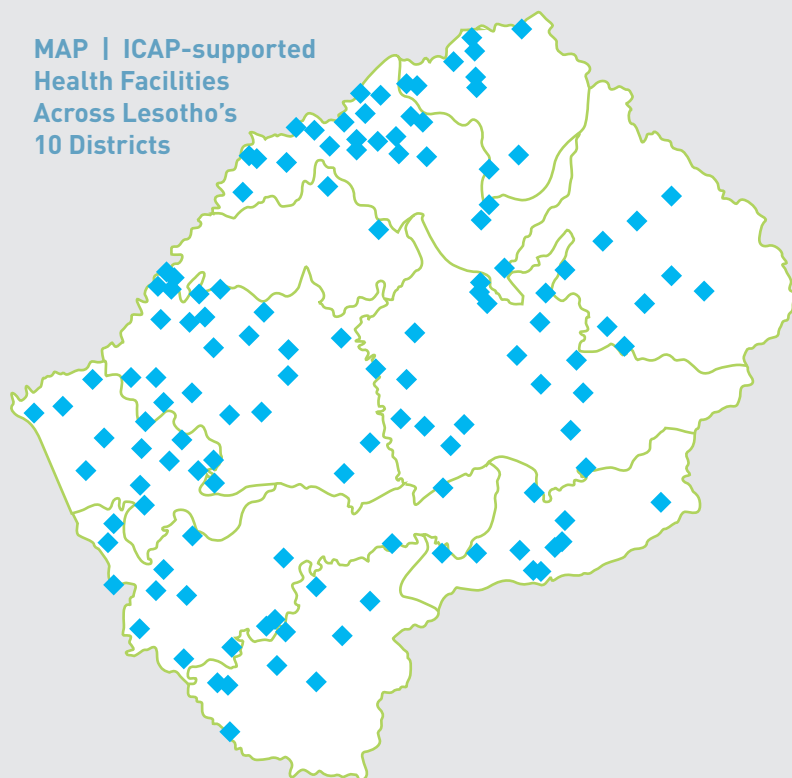 MAP | ICAP-supported
Health Facilities
Across Lesotho's
10 Districts